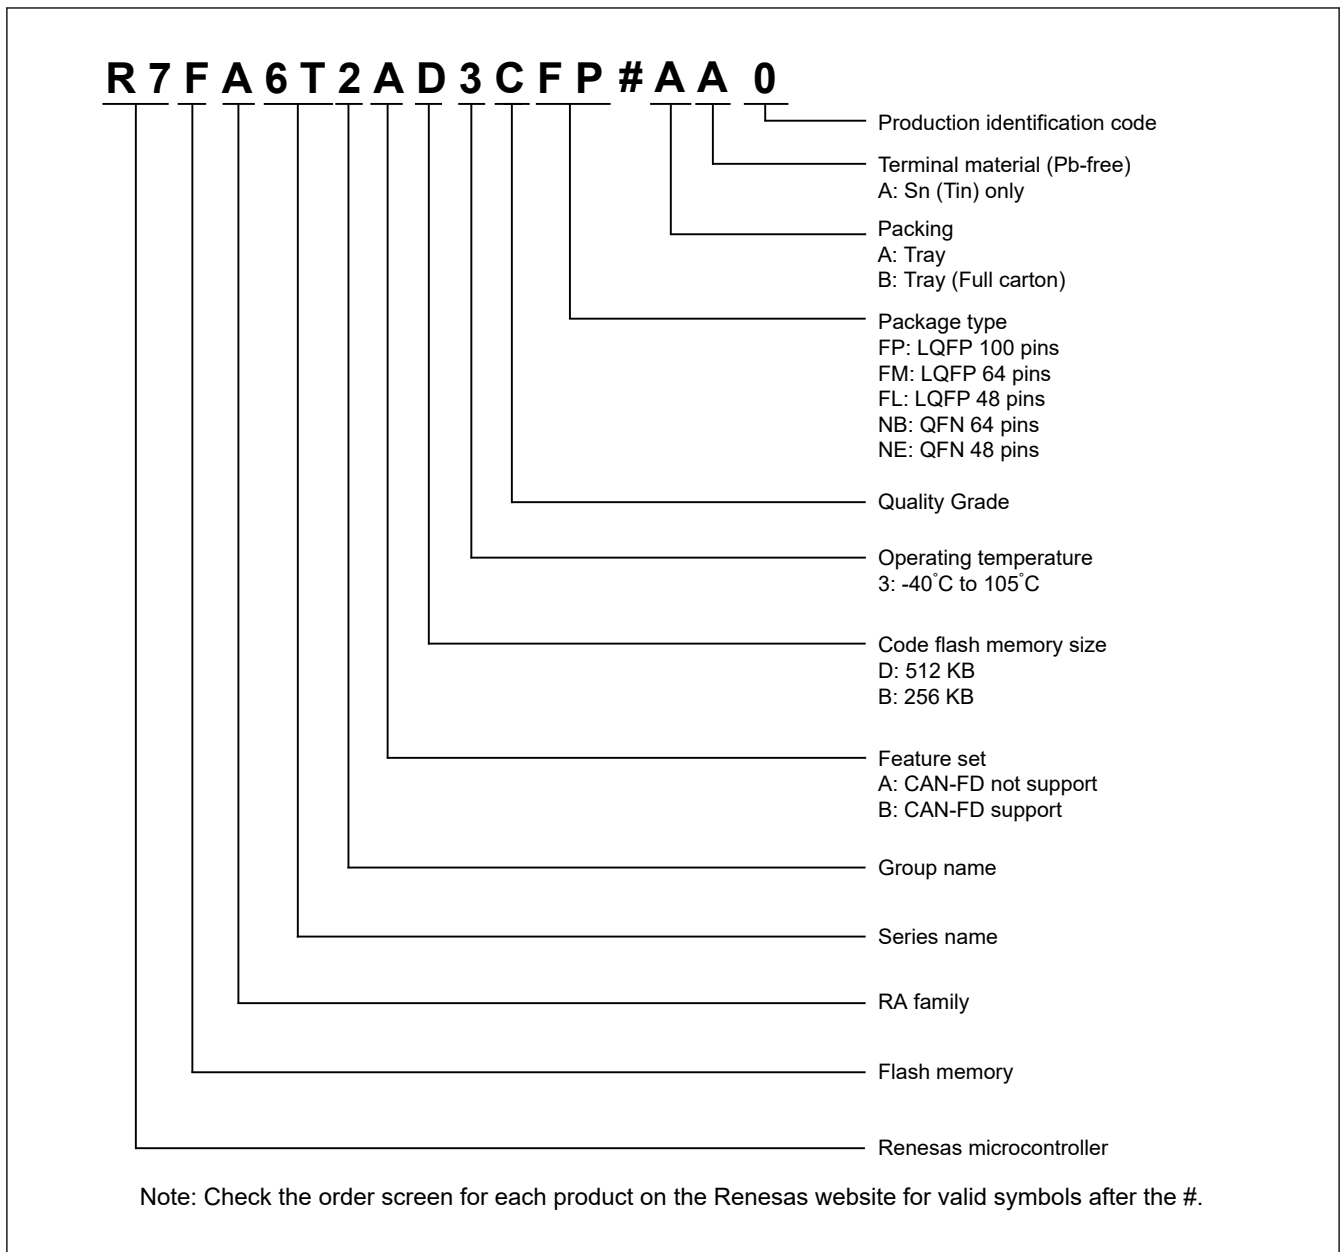 R7FA6T2AD3CFP#AA0
Production identification code
Terminal material (Pb-free)
A: Sn (Tin) only
Packing
A: Tray
B: Tray (Full carton)
Package type
FP: LQFP 100 pins
FM: LQFP 64 pins
FL: LQFP 48 pins
NB: QFN 64 pins
NE: QFN 48 pins
Quality Grade
Operating temperature
3: -40°C to 105°C
Code flash memory size
D: 512 KB
B: 256 KB
Feature set
A: CAN-FD not support
B: CAN-FD support
Group name
Series name
RA family
Flash memory
Renesas microcontroller
Note: Check the order screen for each product on the Renesas website for valid symbols after the #.